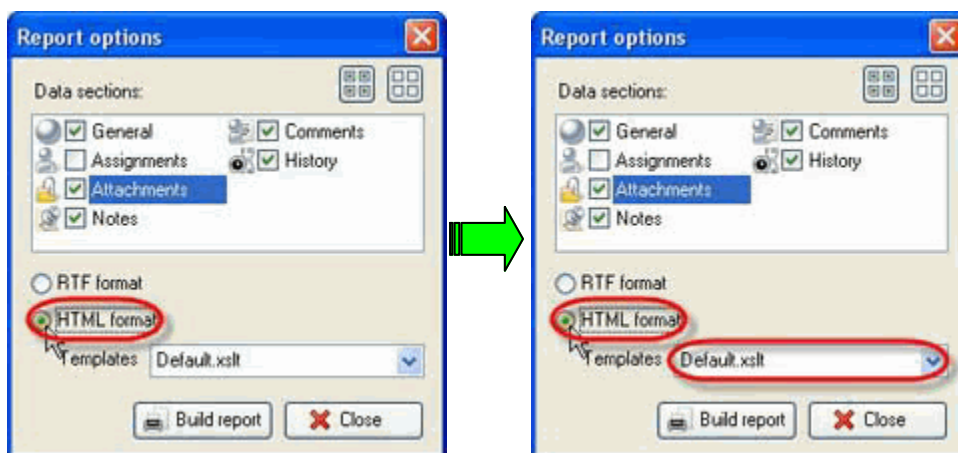 Report options
Data sections:
General
Comments
Assignments
History
Attachments
Notes
RTF format
HTML format
Templates
Default.xslt
Build report
Close
Report options
Data sections:
General
Comments
Assignments
History
Attachments
Notes
RTF format
HTML format
Templates
Default.xslt
Build report
Close